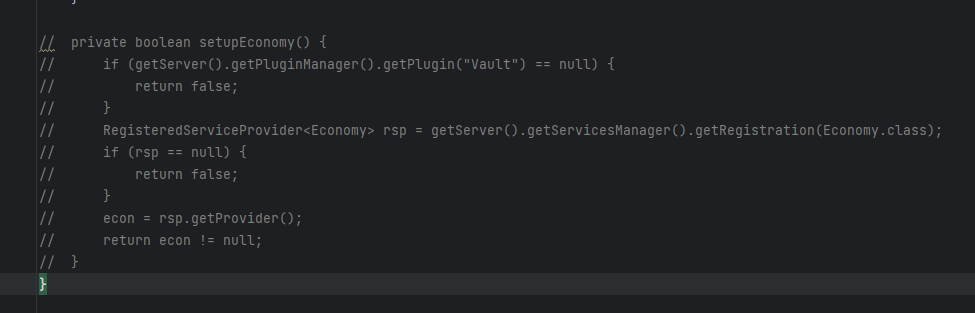 }
//  private boolean setupEconomy() {
//      if (getServer().getPluginManager().getPlugin("Vault") == null) {
//          return false;
//      }
//      RegisteredServiceProvider<Economy> rsp = getServer().getServicesManager().getRegistration(Economy.class);
//      if (rsp == null) {
//          return false;
//      }
//      econ = rsp.getProvider();
//      return econ != null;
//  }
}